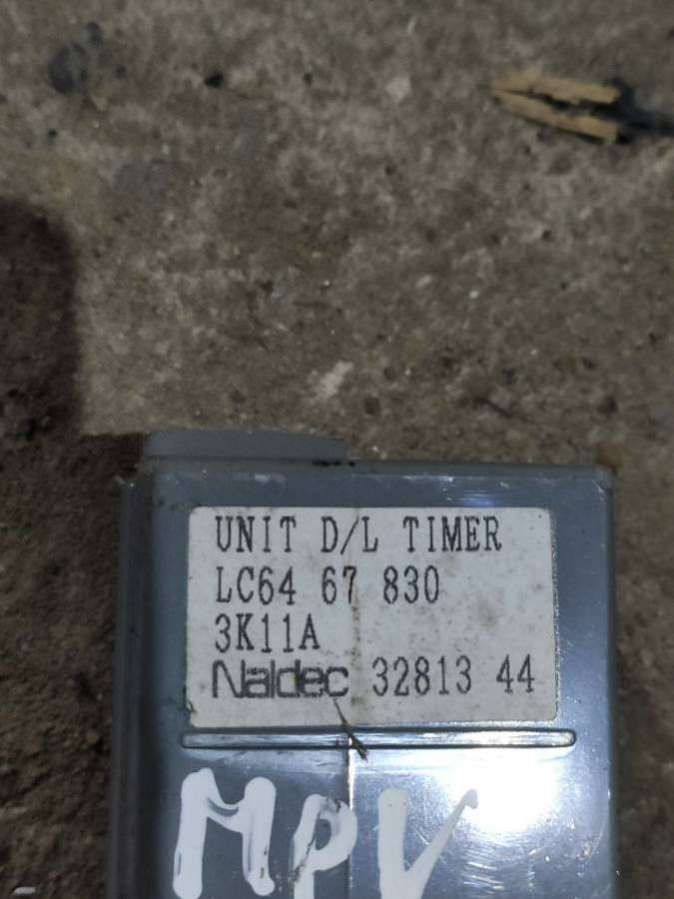 UNIT D/L TIMER
LC64 67 830
3K11A
Naldec 32813 44
MPV